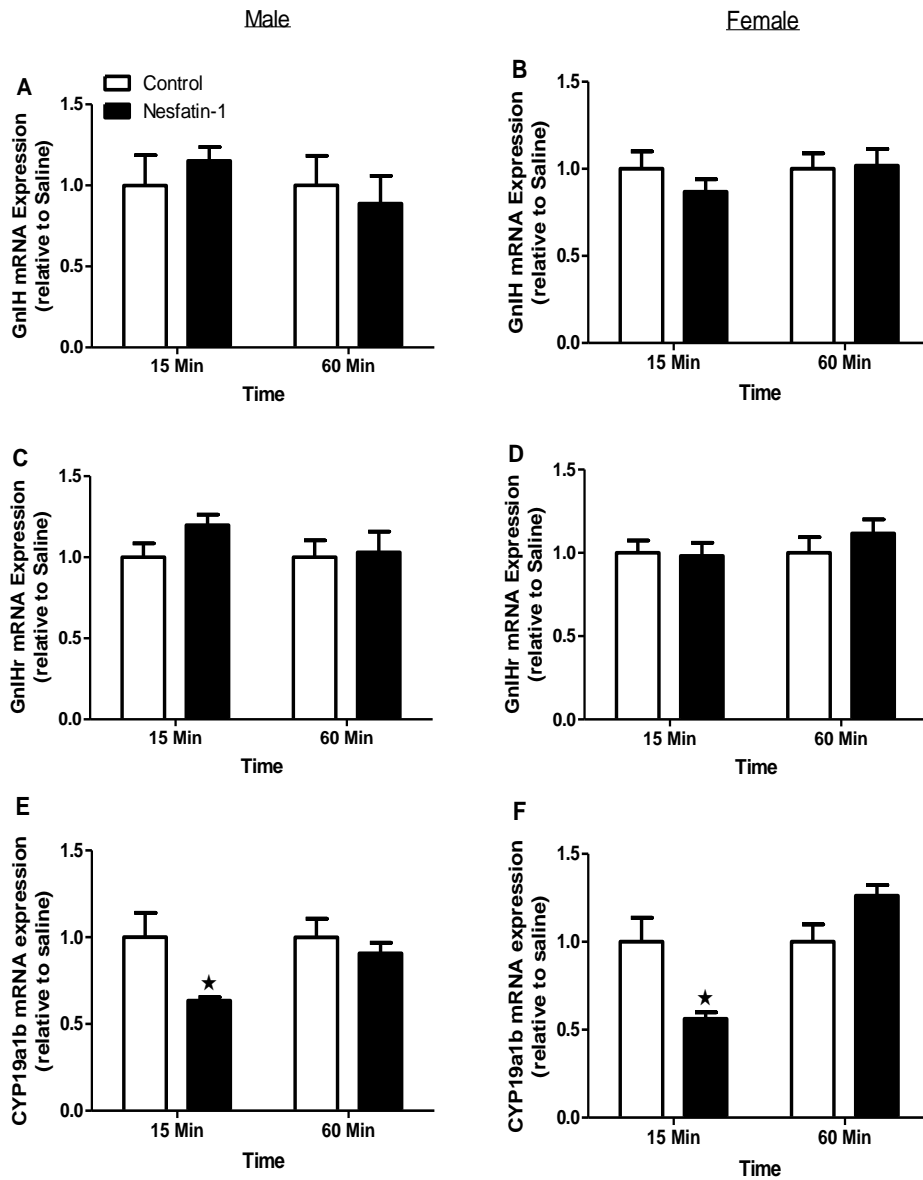 Male
Female
A
Control
Nesfatin-1
GnIH mRNA Expression
(relative to Saline)
1.5
1.0
0.5
0.0
15 Min
60 Min
Time
B
GnIH mRNA Expression
(relative to Saline)
1.5
1.0
0.5
0.0
15 Min
60 Min
Time
C
GnIHr mRNA Expression
(relative to Saline)
1.5
1.0
0.5
0.0
15 Min
60 Min
Time
D
GnIHr mRNA Expression
(relative to Saline)
1.5
1.0
0.5
0.0
15 Min
60 Min
Time
E
CYP19a1b mRNA expression
(relative to saline)
1.5
1.0
0.5
0.0
★
15 Min
60 Min
Time
F
CYP19a1b mRNA expression
(relative to saline)
1.5
1.0
0.5
0.0
★
15 Min
60 Min
Time